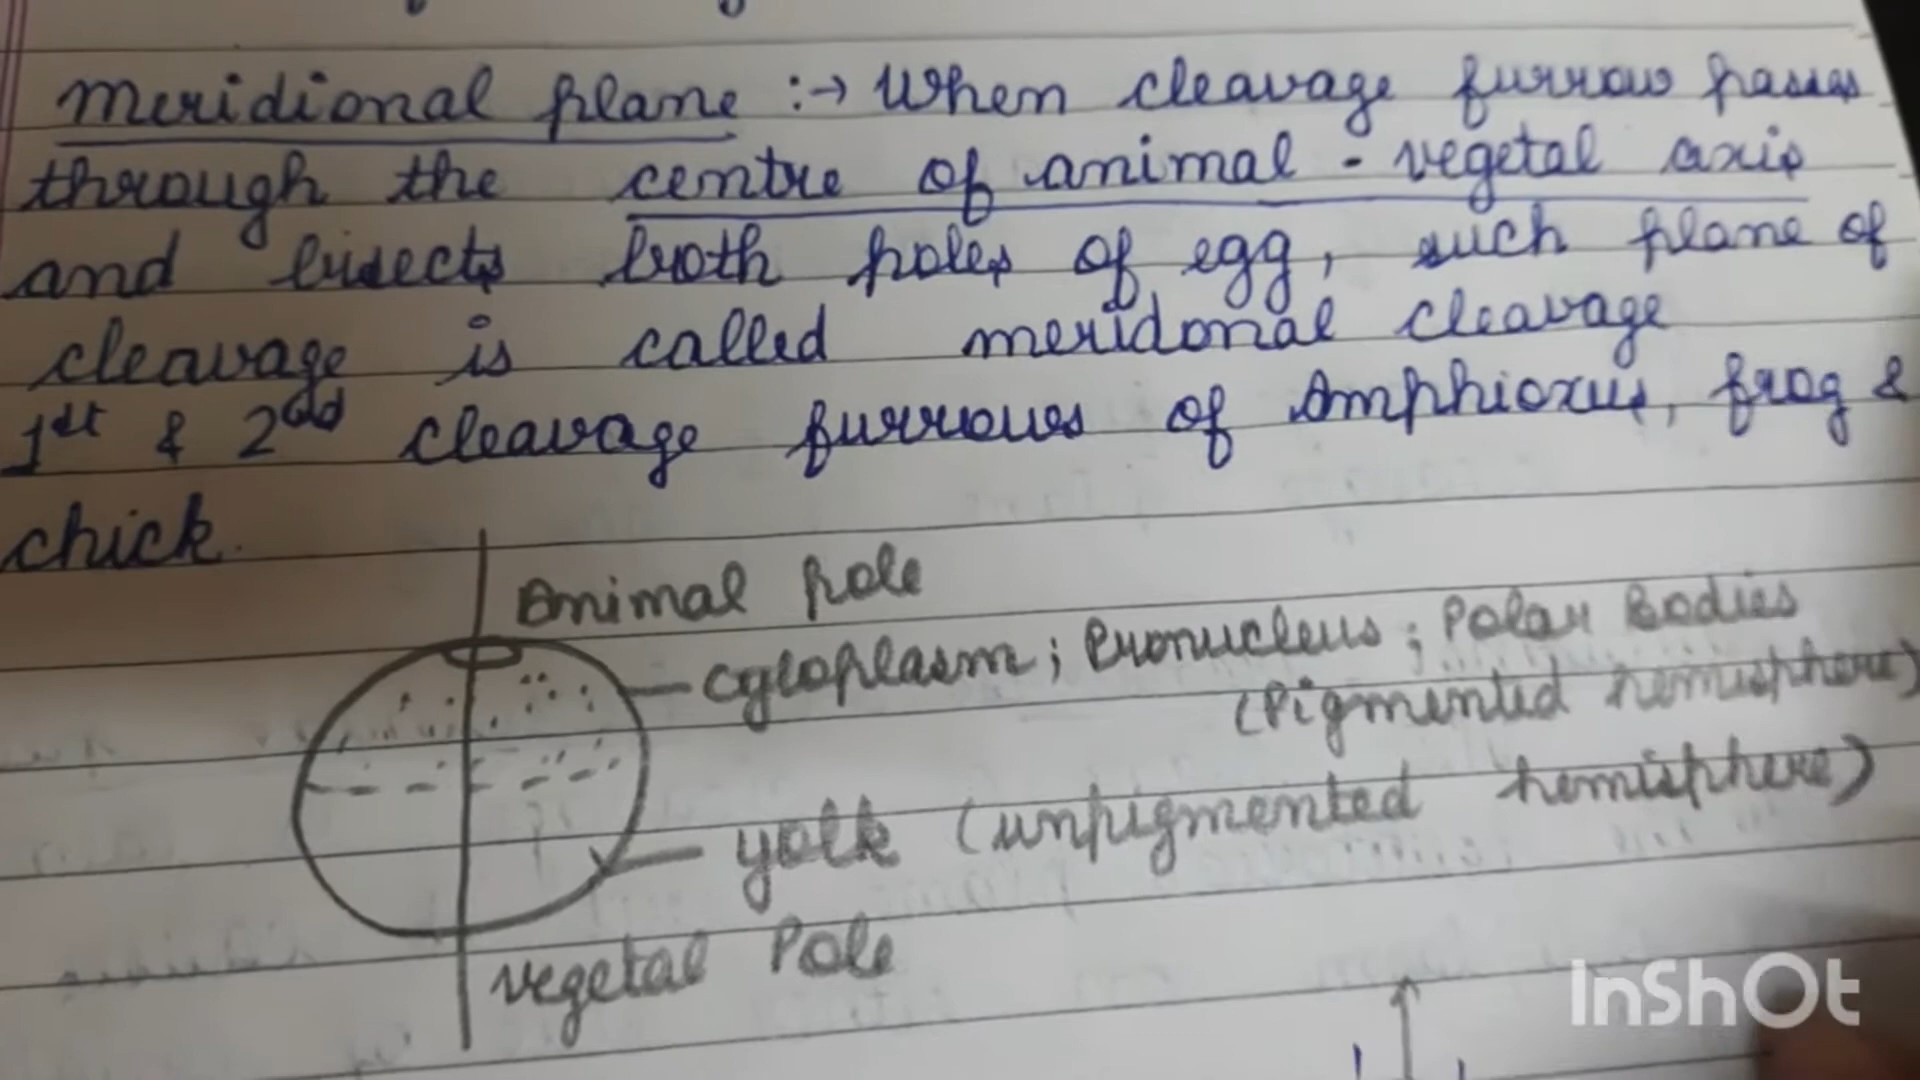 Meridional plane :→ When cleavage furrow passes
through the centre of animal - vegetal axis
and bisects both poles of egg, such plane of
cleavage is called meridonal cleavage
1st & 2nd cleavage furrows of Amphioxus, frog &
chick.
Animal pole
cytoplasm; Pronucleus; Polar Bodies
(Pigmented hemisphere)
yolk (unpigmented hemisphere)
vegetal Pole
InShOt